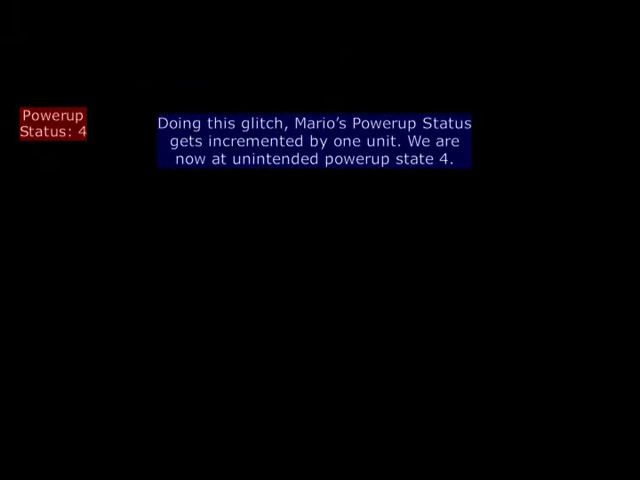 Powerup
Status: 4
Doing this glitch, Mario's Powerup Status
gets incremented by one unit. We are
now at unintended powerup state 4.